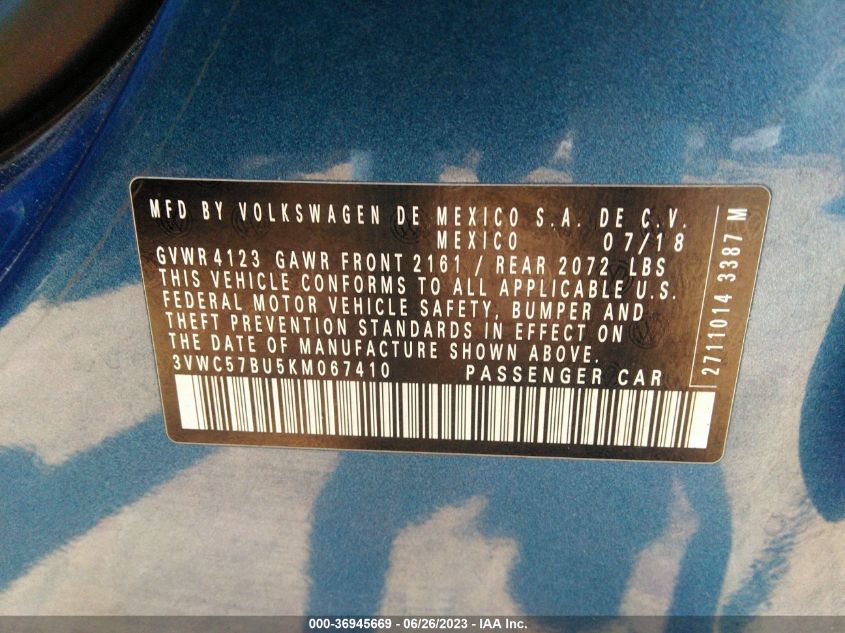 MFD BY VOLKSWAGEN DE MEXICO S.A. DE C.V.
MEXICO 07/18
GVWR 4123 GAWR FRONT 2161 / REAR 2072 LBS
THIS VEHICLE CONFORMS TO ALL APPLICABLE U.S.
FEDERAL MOTOR VEHICLE SAFETY, BUMPER AND
THEFT PREVENTION STANDARDS IN EFFECT ON
THE DATE OF MANUFACTURE SHOWN ABOVE.
3VWC57BU5KM067410 PASSENGER CAR
2711014 3387 M
000-36945669 - 06/26/2023 - IAA Inc.